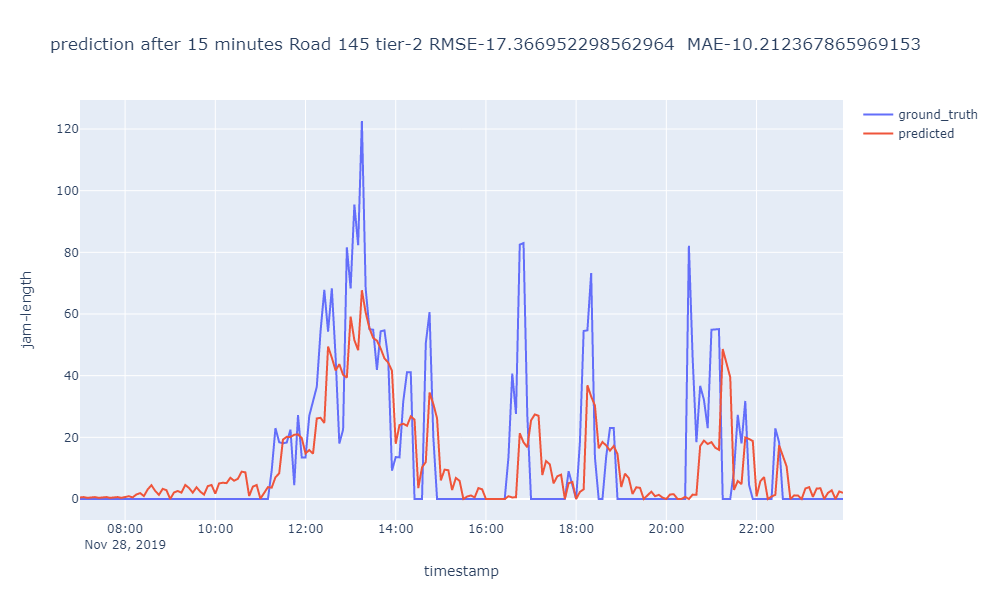 prediction after 15 minutes Road 145 tier-2 RMSE-17.366952298562964  MAE-10.212367865969153
ground_truth
predicted
120
100
80
60
40
20
0
jam-length
08:00 10:00 12:00 14:00 16:00 18:00 20:00 22:00
Nov 28, 2019
timestamp